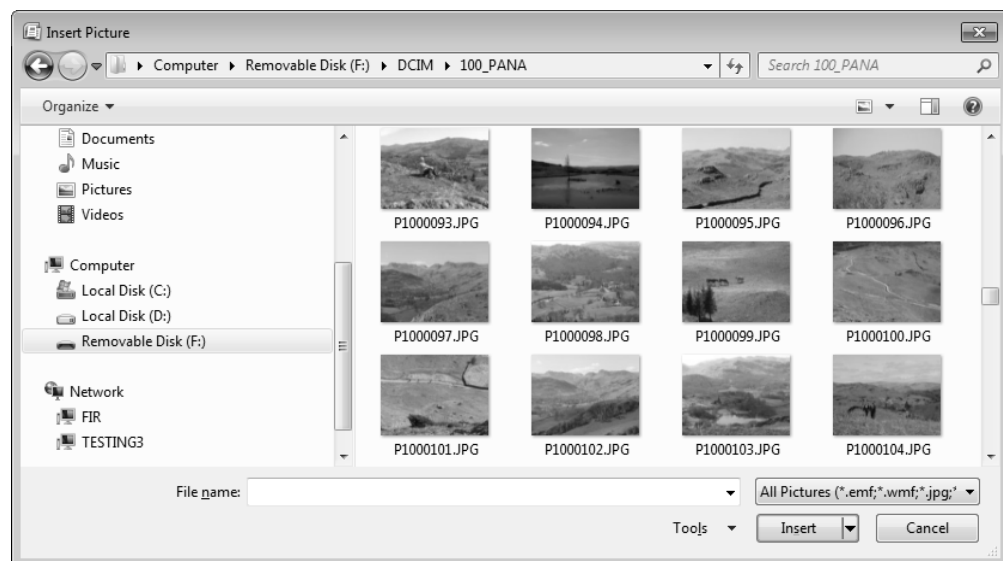 Insert Picture
Computer Removable Disk (F:) DCIM 100_PANA Search 100_PANA
Organize
Documents
Music
Pictures
Videos
Computer
Local Disk (C:)
Local Disk (D:)
Removable Disk (F:)
Network
FIR
TESTING3
P1000093.JPG P1000094.JPG P1000095.JPG P1000096.JPG
P1000097.JPG P1000098.JPG P1000099.JPG P1000100.JPG
P1000101.JPG P1000102.JPG P1000103.JPG P1000104.JPG
File name: All Pictures (*.emf;*.wmf;*.jpg;*
Tools Insert Cancel